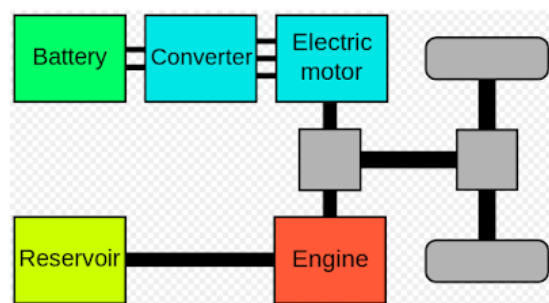 Battery
Converter
Electric
motor
Reservoir
Engine